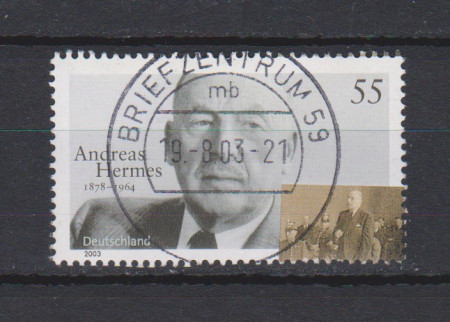 BRIEFZENTRUM 59
mb
55
19.-8.03-21
Andreas
Hermes
1878–1964
Deutschland
2003